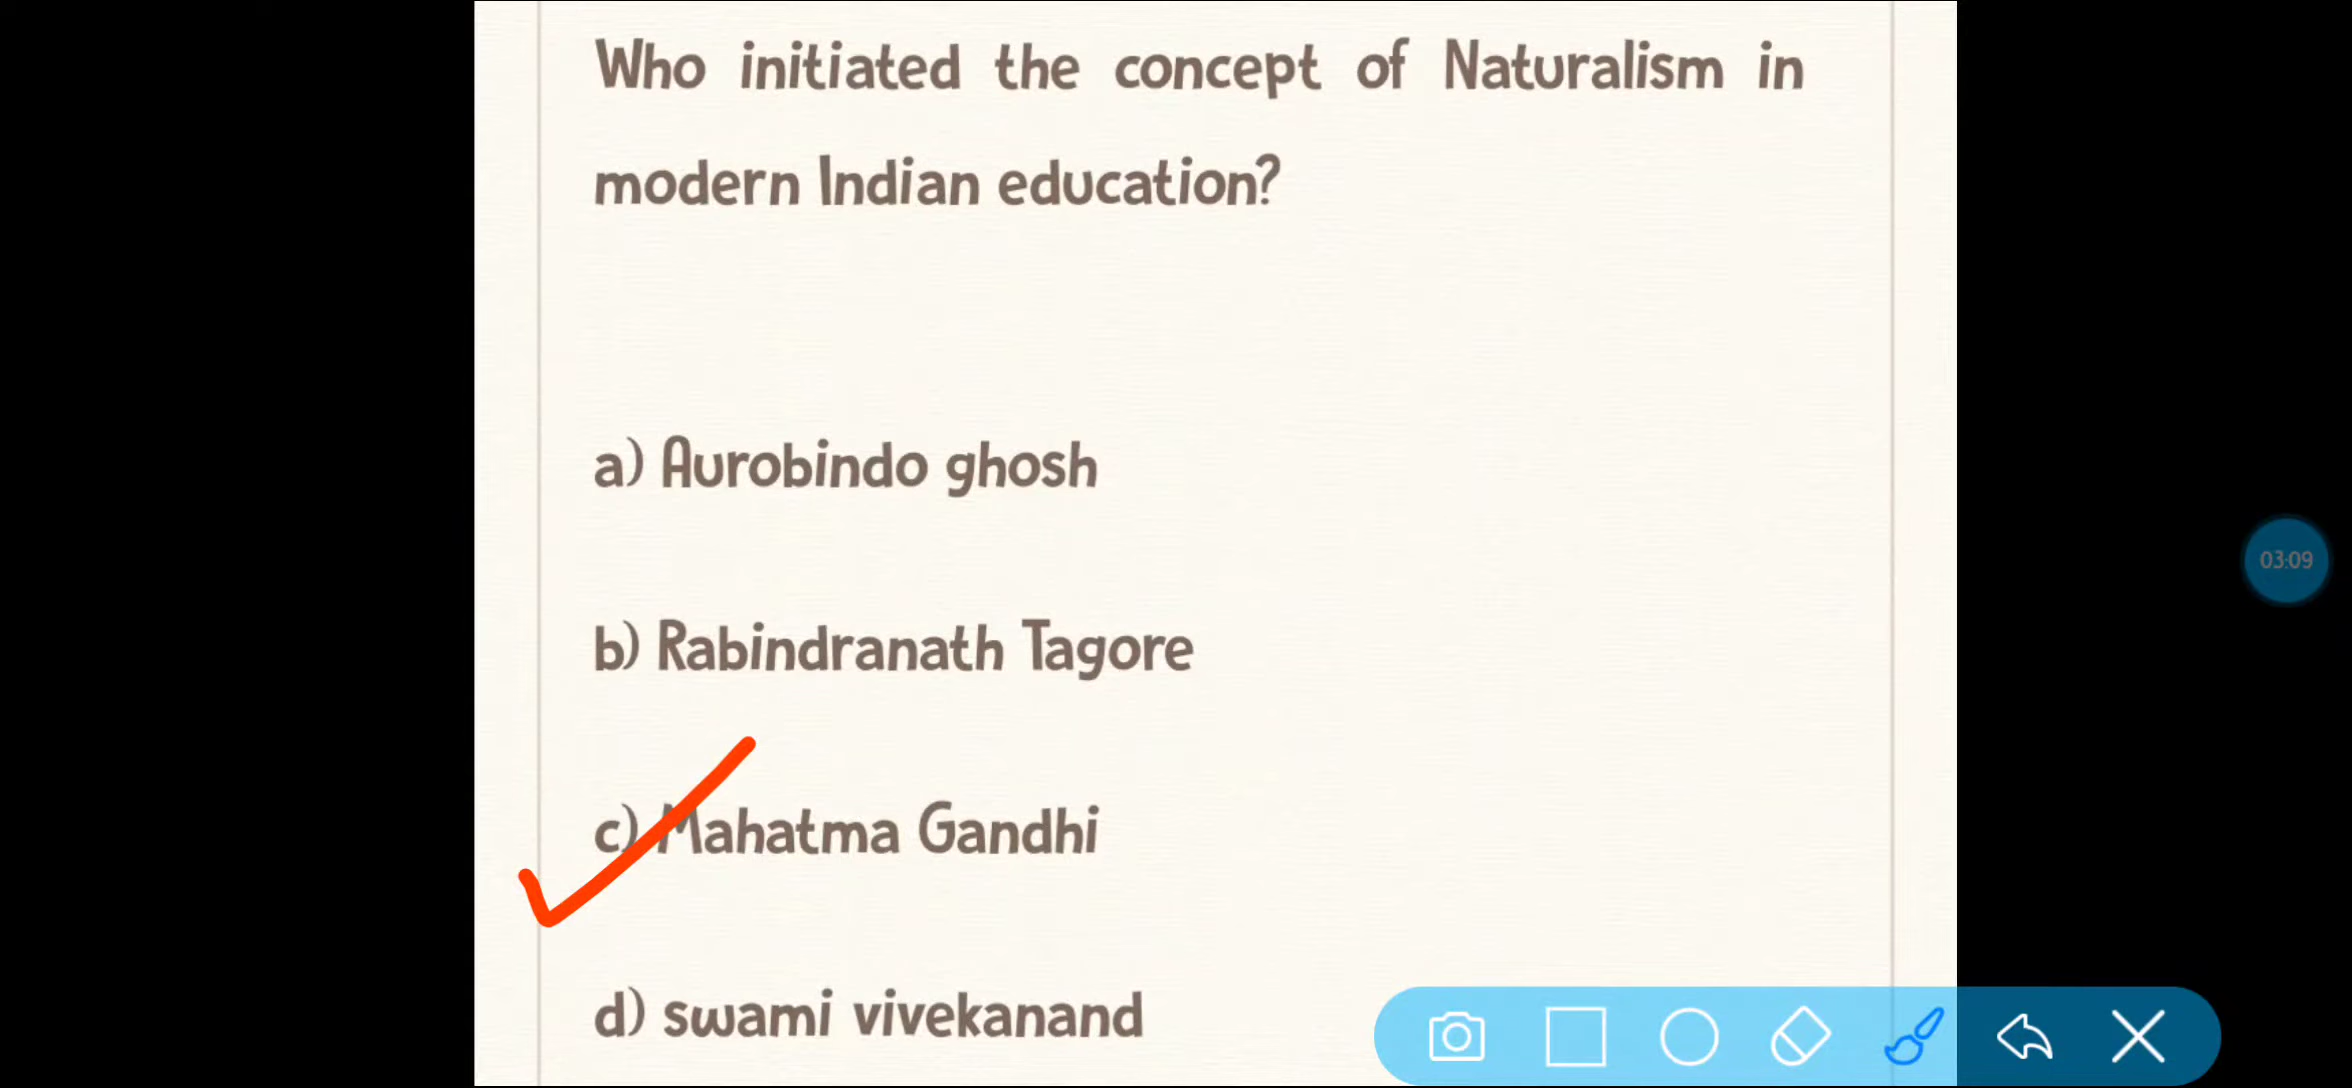 Who initiated the concept of Naturalism in
modern Indian education?
a) Aurobindo ghosh
b) Rabindranath Tagore
03:09
c) Mahatma Gandhi
d) swami vivekanand